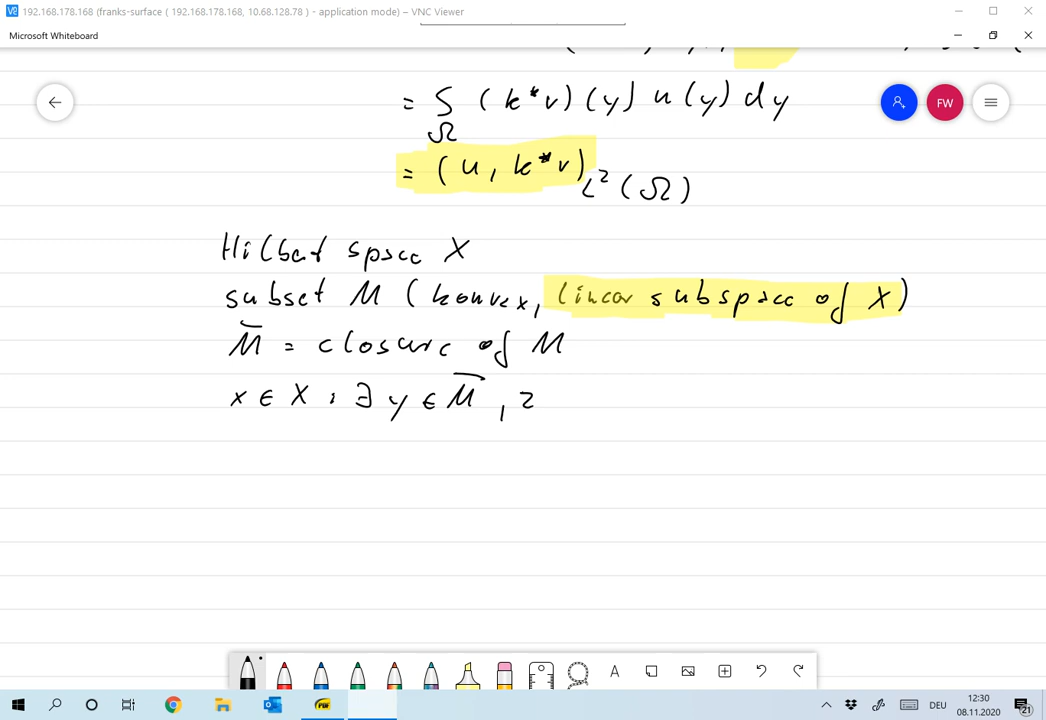 192.168.178.168 (franks-surface ( 192.168.178.168, 10.68.128.78 ) - application mode) – VNC Viewer
Microsoft Whiteboard
= ∫ (k*v)(y) u(y) dy
Ω
= (u, k*v) L²(Ω)
FW
Hilbert space X
subset M (konvex, linear subspace of X)
M̅ = closure of M
x ∈ X : ∃ y ∈ M̅, z
A
DEU
12:30
08.11.2020
21